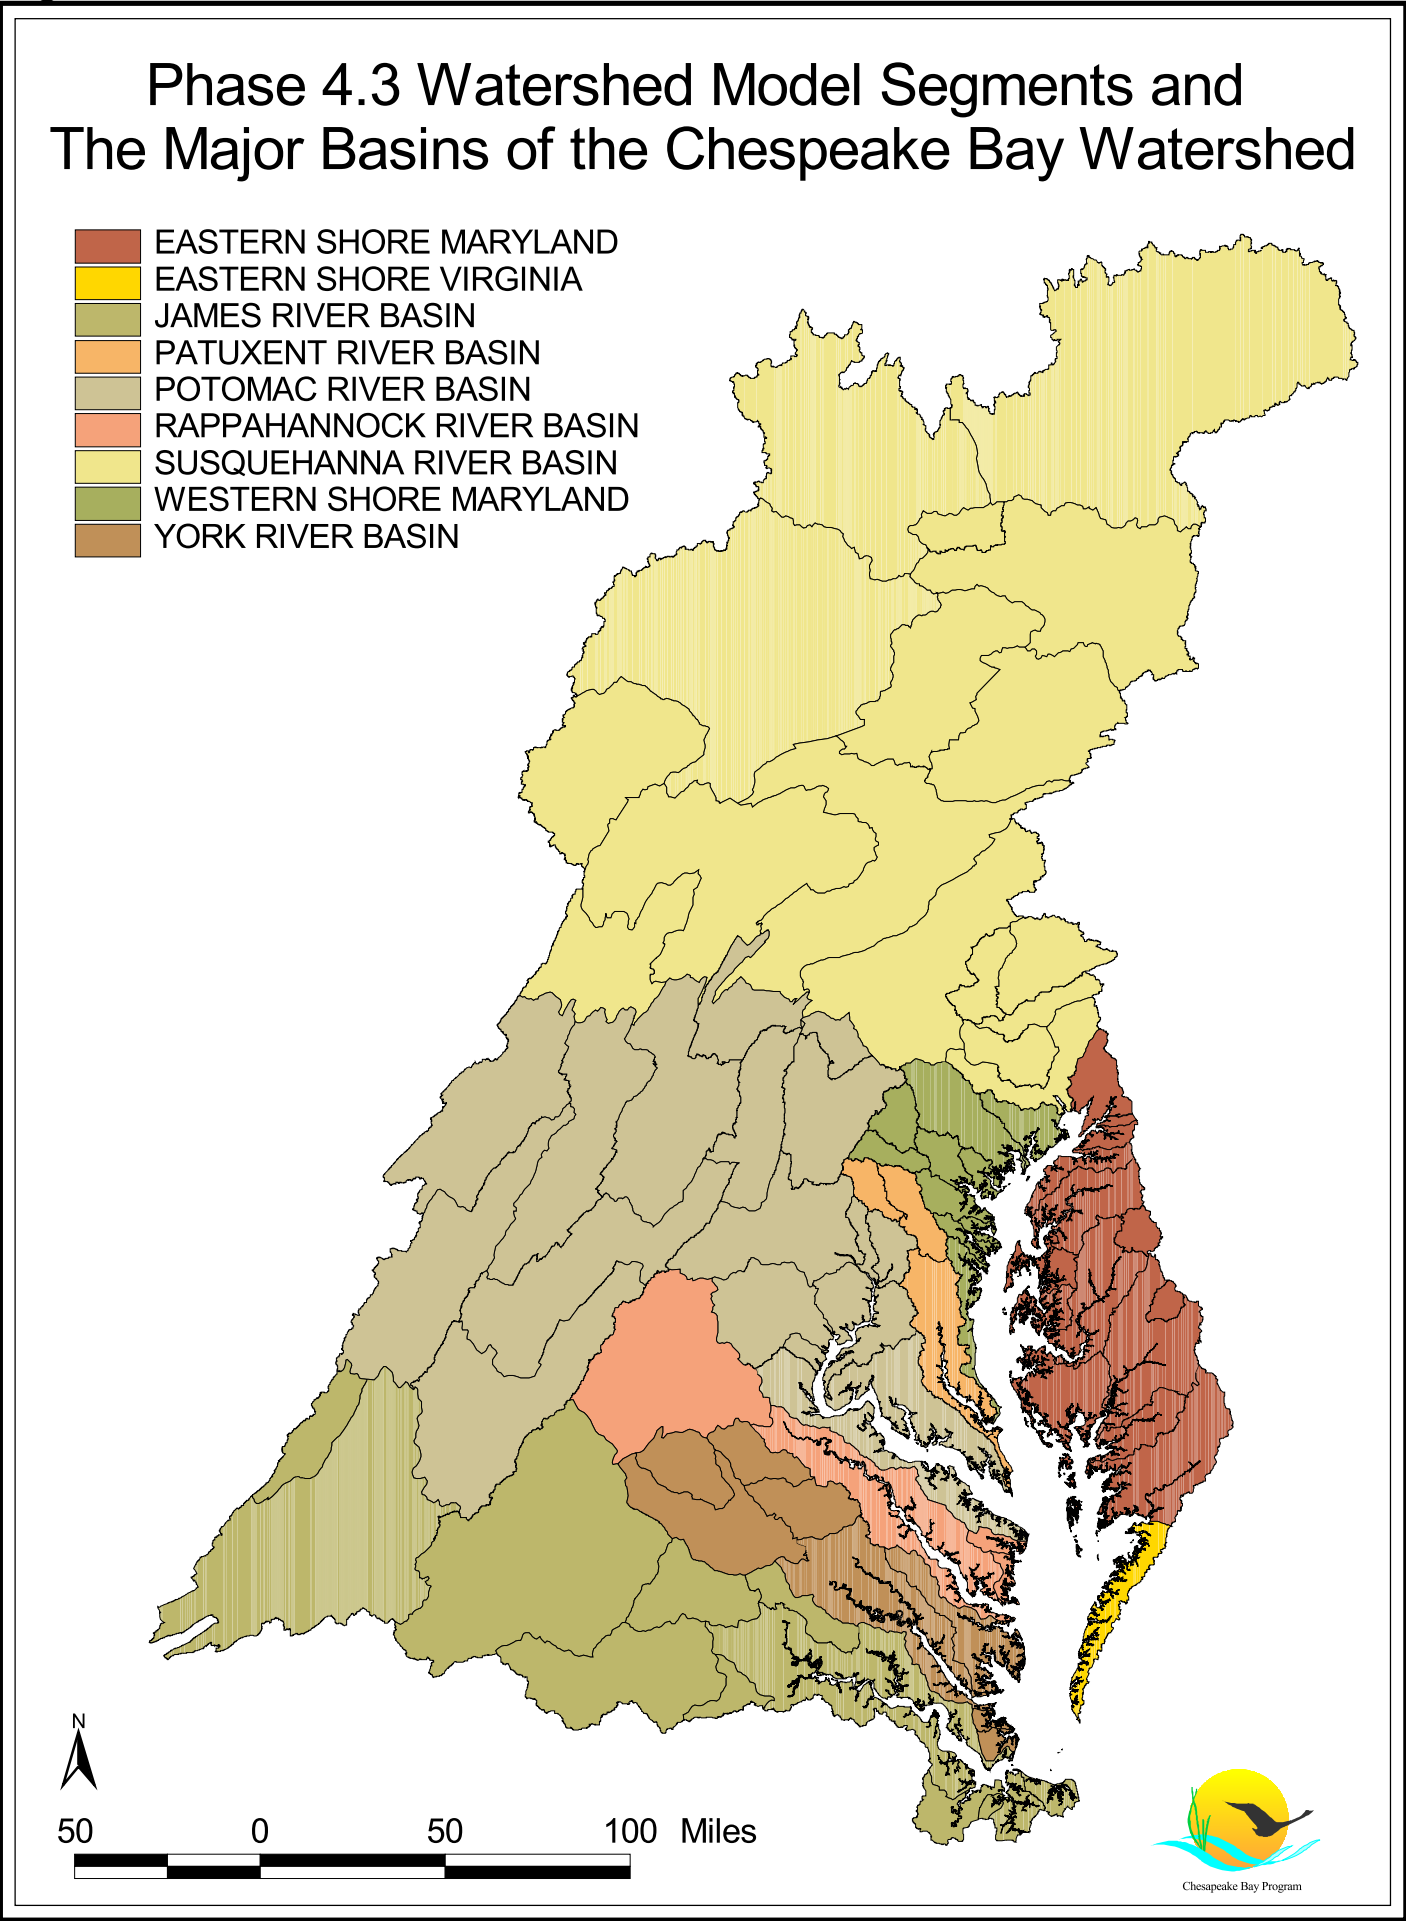 Phase 4.3 Watershed Model Segments and
The Major Basins of the Chespeake Bay Watershed
EASTERN SHORE MARYLAND
EASTERN SHORE VIRGINIA
JAMES RIVER BASIN
PATUXENT RIVER BASIN
POTOMAC RIVER BASIN
RAPPAHANNOCK RIVER BASIN
SUSQUEHANNA RIVER BASIN
WESTERN SHORE MARYLAND
YORK RIVER BASIN
N
50 0 50 100 Miles
Chesapeake Bay Program